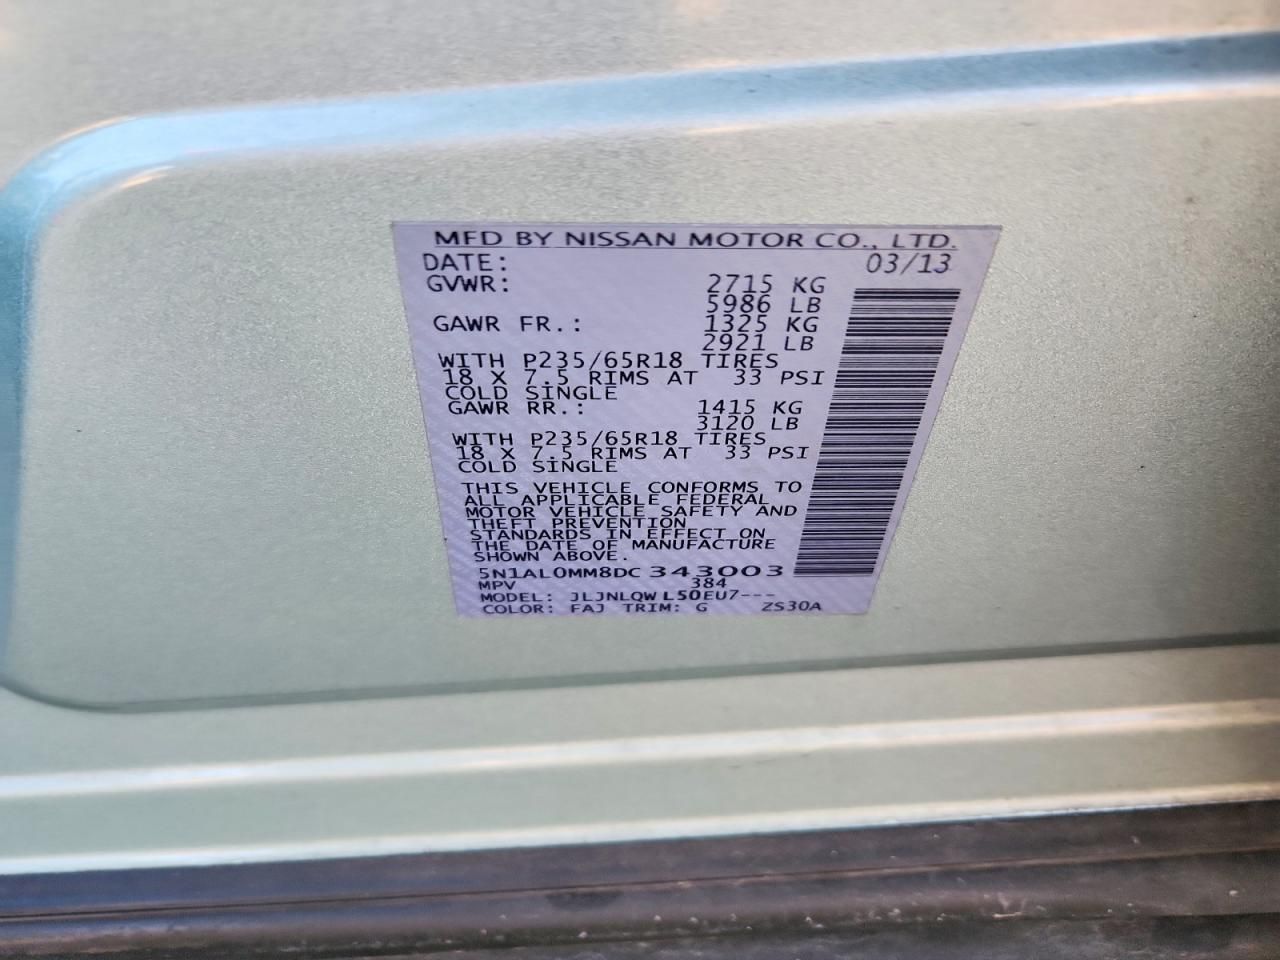 MFD BY NISSAN MOTOR CO., LTD.
DATE: 03/13
GVWR: 2715 KG
5986 LB
GAWR FR.: 1325 KG
2921 LB
WITH P235/65R18 TIRES
18 X 7.5 RIMS AT 33 PSI
COLD SINGLE
GAWR RR.: 1415 KG
3120 LB
WITH P235/65R18 TIRES
18 X 7.5 RIMS AT 33 PSI
COLD SINGLE
THIS VEHICLE CONFORMS TO
ALL APPLICABLE FEDERAL
MOTOR VEHICLE SAFETY AND
THEFT PREVENTION
STANDARDS IN EFFECT ON
THE DATE OF MANUFACTURE
SHOWN ABOVE.
5N1AL0MM8DC 343003
MPV 384
MODEL: JLJNLQW L50EU7---
COLOR: FAJ TRIM: G ZS30A